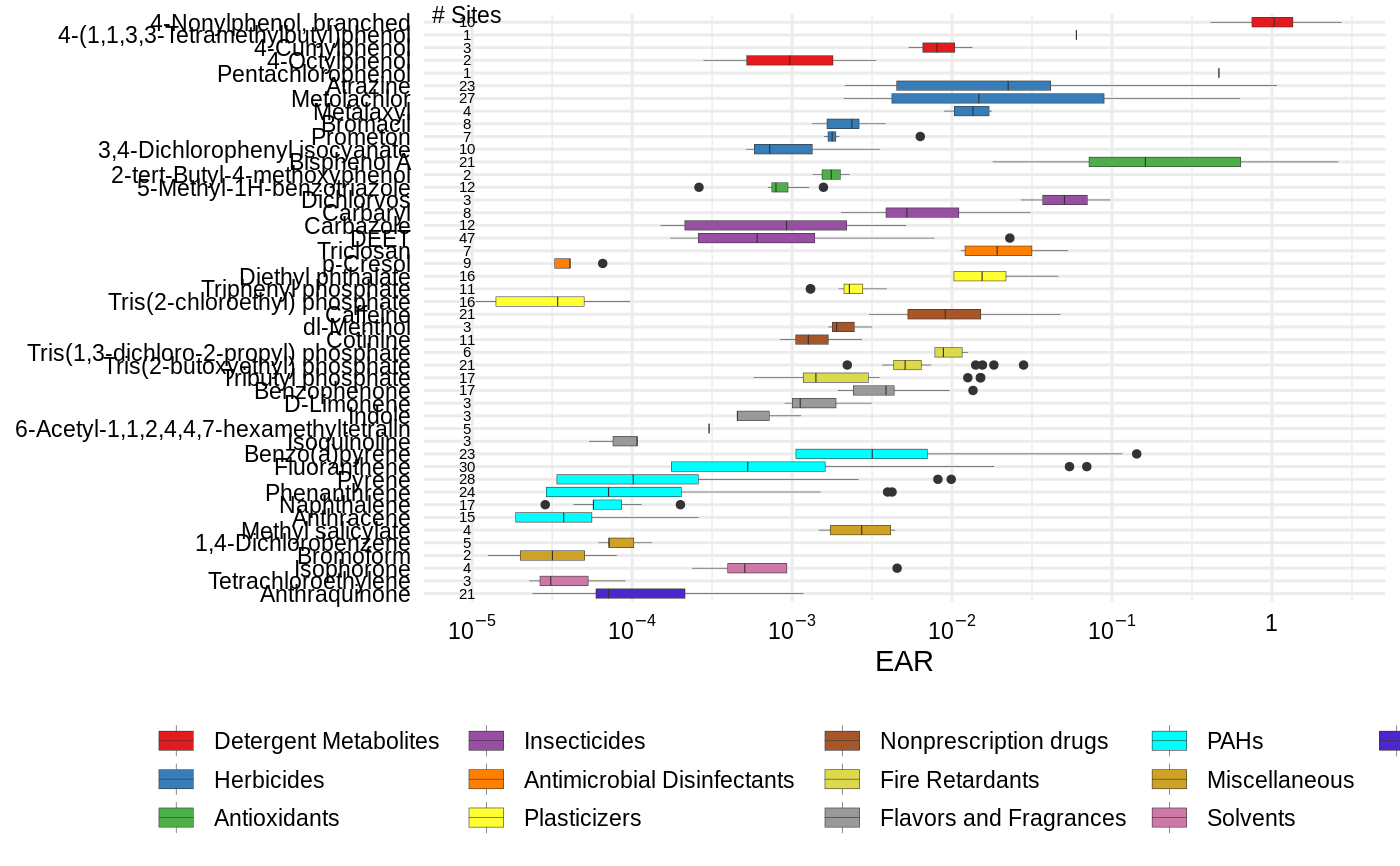 # Sites
4-Nonylphenol, branched 10
4-(1,1,3,3-Tetramethylbutyl)phenol 1
4-Cumylphenol 3
4-Octylphenol 2
Pentachlorophenol 1
Atrazine 23
Metolachlor 27
Metalaxyl 4
Bromacil 8
Prometon 7
3,4-Dichlorophenyl isocyanate 10
Bisphenol A 21
2-tert-Butyl-4-methoxyphenol 2
5-Methyl-1H-benzotriazole 12
Dichlorvos 3
Carbaryl 8
Carbazole 12
DEET 47
Triclosan 7
p-Cresol 9
Diethyl phthalate 16
Triphenyl phosphate 11
Tris(2-chloroethyl) phosphate 16
Caffeine 21
dl-Menthol 3
Cotinine 11
Tris(1,3-dichloro-2-propyl) phosphate 6
Tris(2-butoxyethyl) phosphate 21
Tributyl phosphate 17
Benzophenone 17
D-Limonene 3
Indole 3
6-Acetyl-1,1,2,4,4,7-hexamethyltetralin 5
Isoquinoline 3
Benzo(a)pyrene 23
Fluoranthene 30
Pyrene 28
Phenanthrene 24
Naphthalene 17
Anthracene 15
Methyl salicylate 4
1,4-Dichlorobenzene 5
Bromoform 2
Isophorone 4
Tetrachloroethylene 3
Anthraquinone 21
10⁻⁵ 10⁻⁴ 10⁻³ 10⁻² 10⁻¹ 1
EAR
Detergent Metabolites Insecticides Nonprescription drugs PAHs
Herbicides Antimicrobial Disinfectants Fire Retardants Miscellaneous
Antioxidants Plasticizers Flavors and Fragrances Solvents